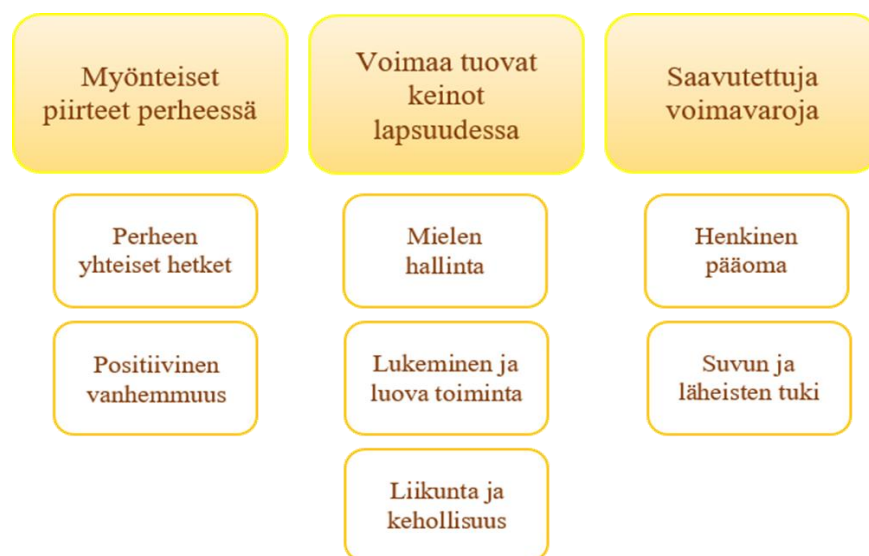 Myönteiset
piirteet perheessä
Perheen
yhteiset hetket
Positiivinen
vanhemmuus
Voimaa tuovat
keinot
lapsuudessa
Mielen
hallinta
Lukeminen ja
luova toiminta
Liikunta ja
kehollisuus
Saavutettuja
voimavaroja
Henkinen
pääoma
Suvun ja
läheisten tuki